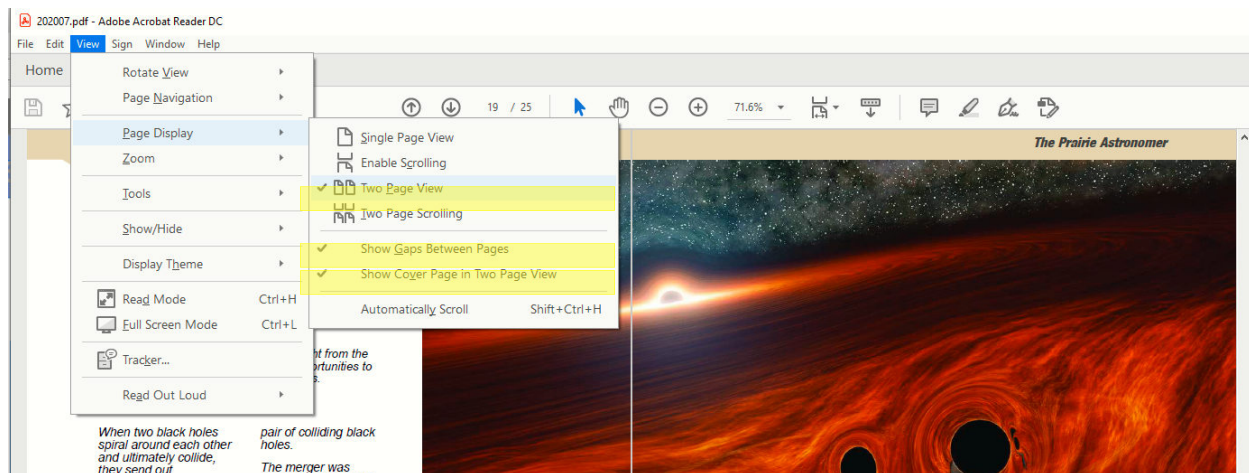 202007.pdf - Adobe Acrobat Reader DC
File Edit View Sign Window Help
Home
19 / 25
71.6%
Rotate View
Page Navigation
Page Display
Zoom
Tools
Show/Hide
Display Theme
Read Mode Ctrl+H
Full Screen Mode Ctrl+L
Tracker...
Read Out Loud
Single Page View
Enable Scrolling
Two Page View
Two Page Scrolling
Show Gaps Between Pages
Show Cover Page in Two Page View
Automatically Scroll Shift+Ctrl+H
The Prairie Astronomer
from the
When two black holes
spiral around each other
and ultimately collide,
they send out
pair of colliding black
holes.
The merger was